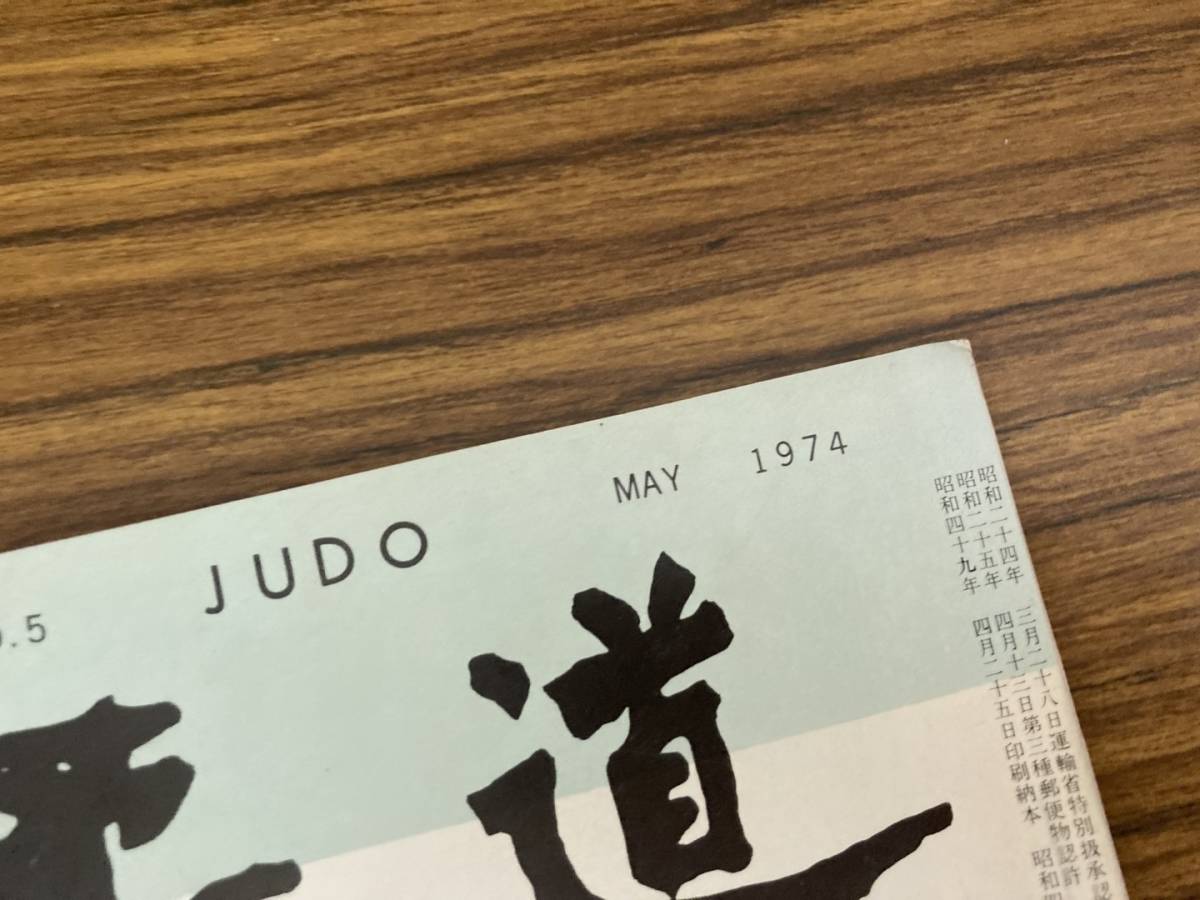 JUDO
MAY 1974
.5
道
昭和二十四年 三月二十八日運輸省特別扱承認
昭和二十五年 四月十三日第三種郵便物認許
昭和四十九年 四月二十五日印刷納本 昭和四